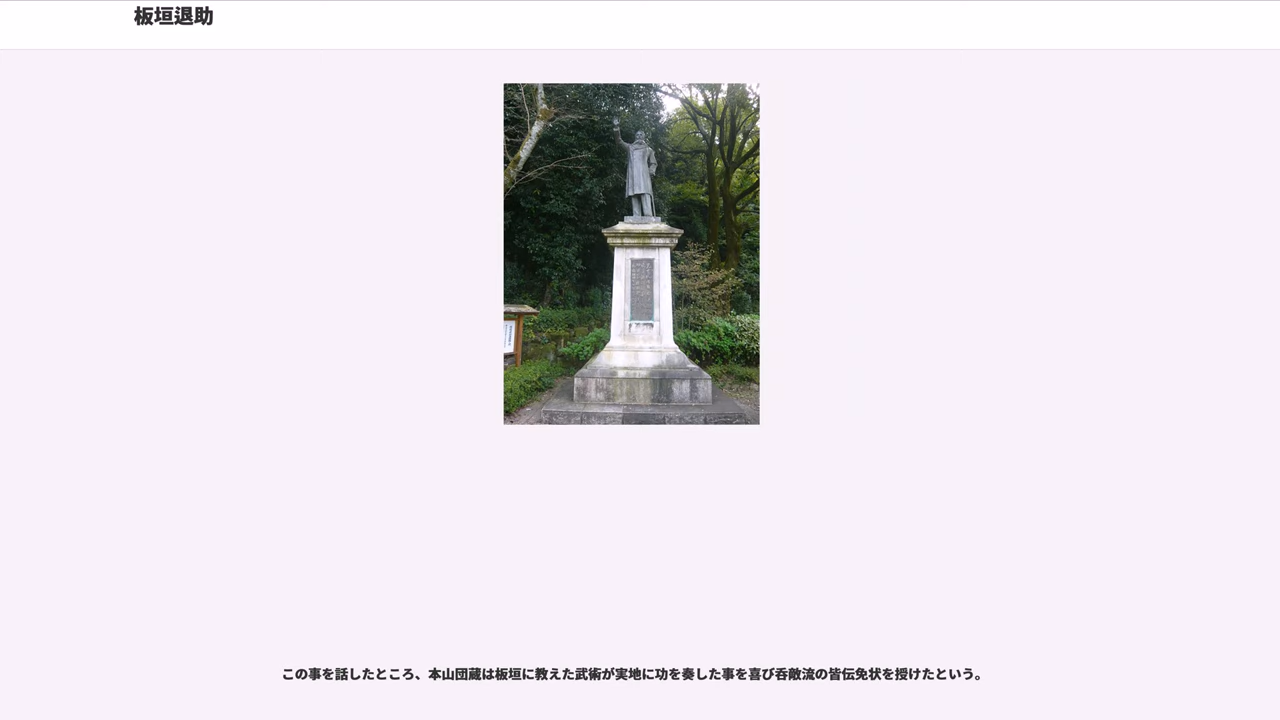 板垣退助
この事を話したところ、本山団蔵は板垣に教えた武術が実地に功を奏した事を喜び呑敵流の皆伝免状を授けたという。